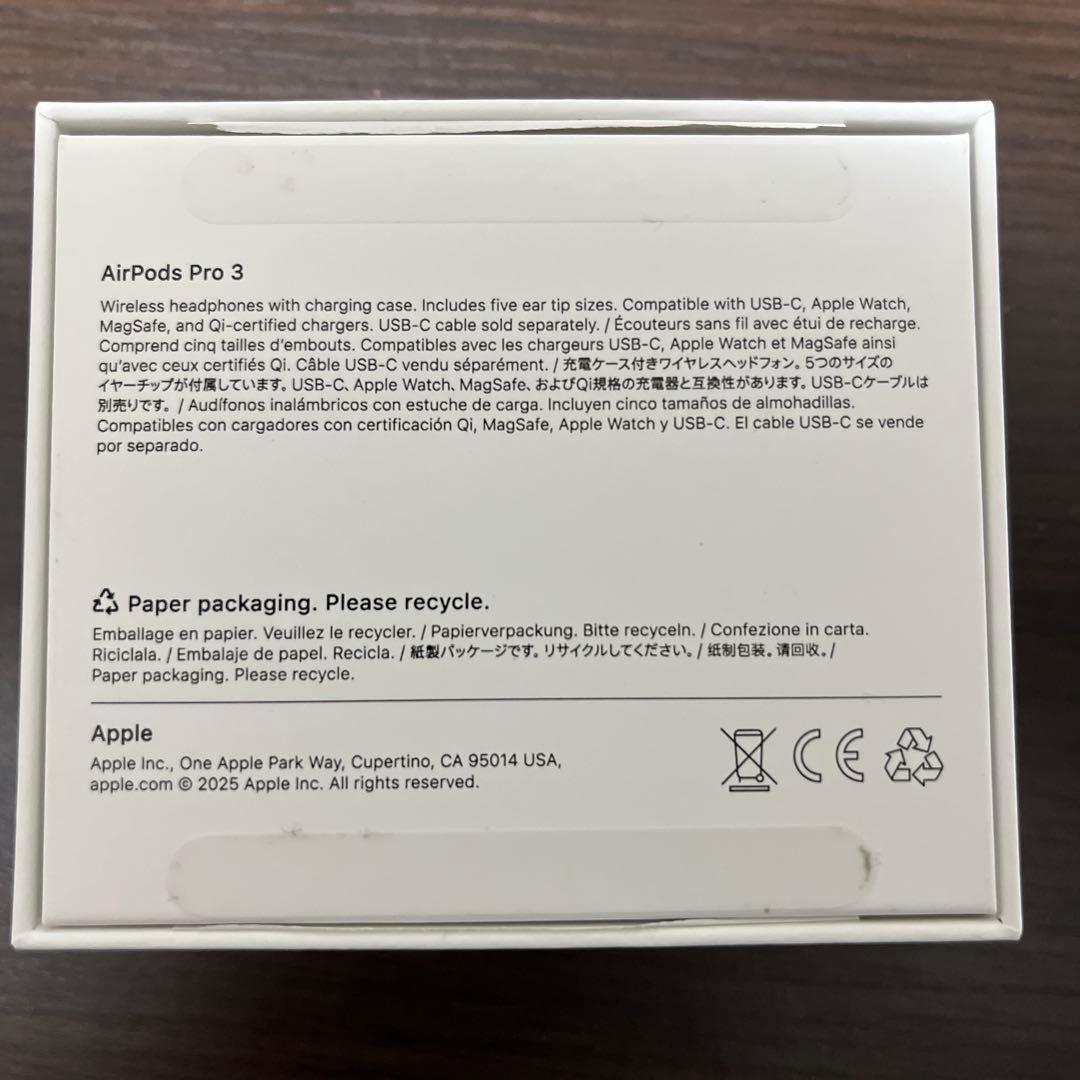 AirPods Pro 3
Wireless headphones with charging case. Includes five ear tip sizes. Compatible with USB-C, Apple Watch,
MagSafe, and Qi-certified chargers. USB-C cable sold separately. / Écouteurs sans fil avec étui de recharge.
Comprend cinq tailles d'embouts. Compatibles avec les chargeurs USB-C, Apple Watch et MagSafe ainsi
qu'avec ceux certifiés Qi. Câble USB-C vendu séparément. / 充電ケース付きワイヤレスヘッドフォン。5つのサイズの
イヤーチップが付属しています。USB-C、Apple Watch、MagSafe、およびQi規格の充電器と互換性があります。USB-Cケーブルは
別売りです。 / Audífonos inalámbricos con estuche de carga. Incluyen cinco tamaños de almohadillas.
Compatibles con cargadores con certificación Qi, MagSafe, Apple Watch y USB-C. El cable USB-C se vende
por separado.
Paper packaging. Please recycle.
Emballage en papier. Veuillez le recycler. / Papierverpackung. Bitte recyceln. / Confezione in carta.
Riciclala. / Embalaje de papel. Recicla. / 紙製パッケージです。リサイクルしてください。/ 纸制包装。请回收。/
Paper packaging. Please recycle.
Apple
Apple Inc., One Apple Park Way, Cupertino, CA 95014 USA,
apple.com © 2025 Apple Inc. All rights reserved.
CE